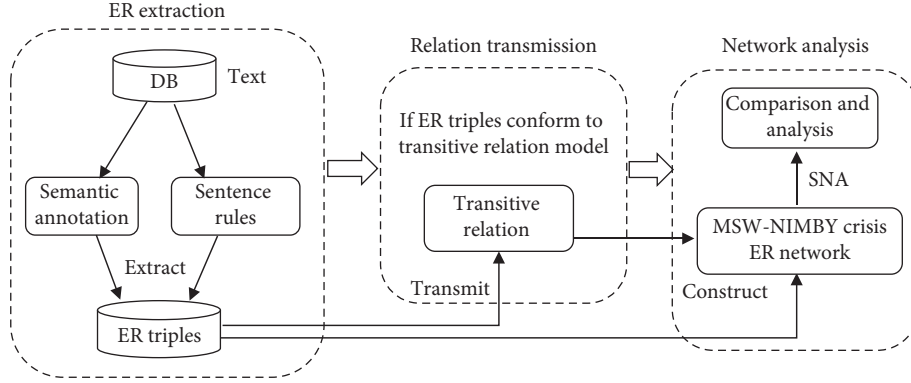 ER extraction
DB
Text
Semantic
annotation
Sentence
rules
Extract
ER triples
Relation transmission
If ER triples conform to
transitive relation model
Transitive
relation
Transmit
Network analysis
Comparison and
analysis
SNA
MSW-NIMBY crisis
ER network
Construct